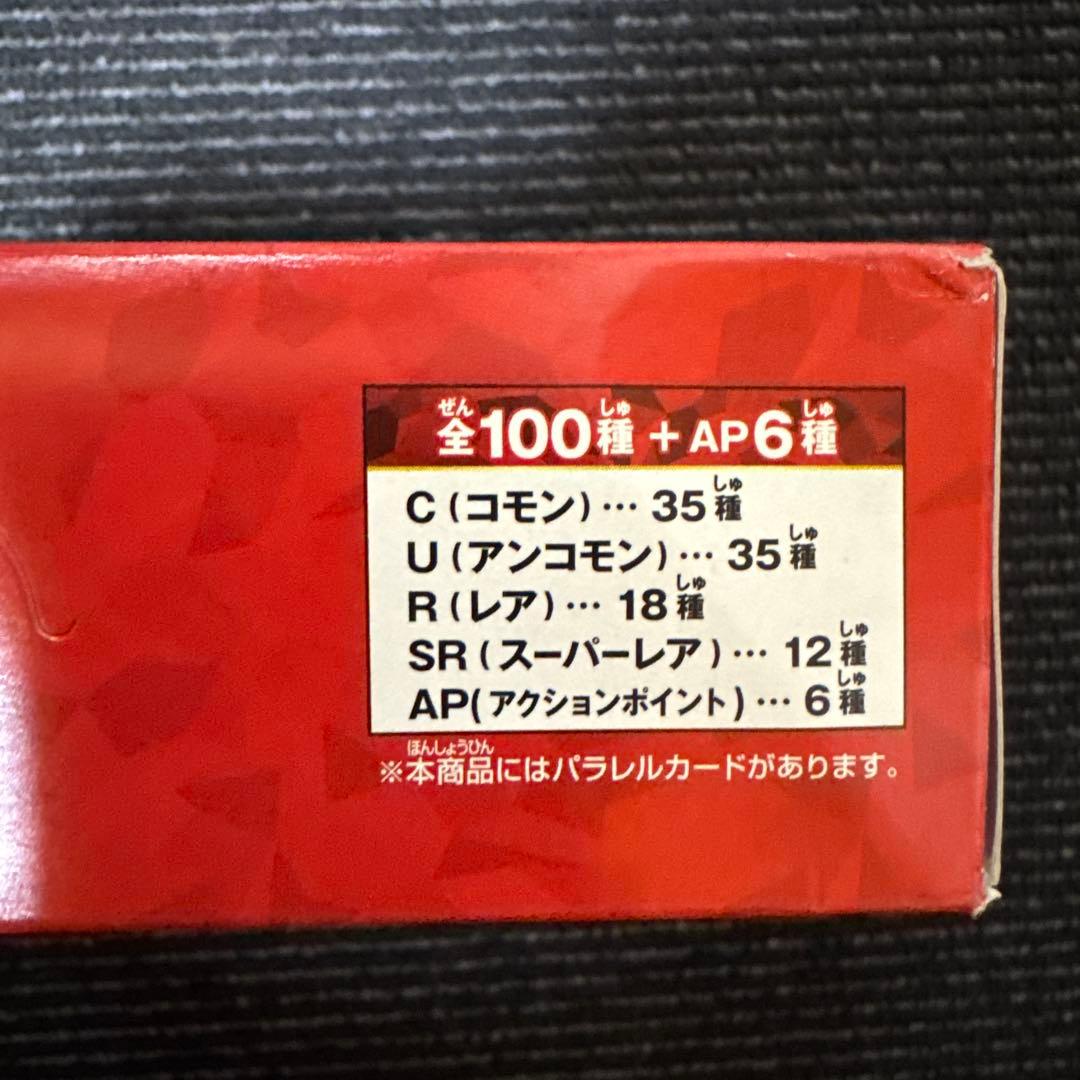 全100種 + AP6種
C (コモン) … 35種
U (アンコモン) … 35種
R (レア) … 18種
SR (スーパーレア) … 12種
AP(アクションポイント) … 6種
※本商品にはパラレルカードがあります。